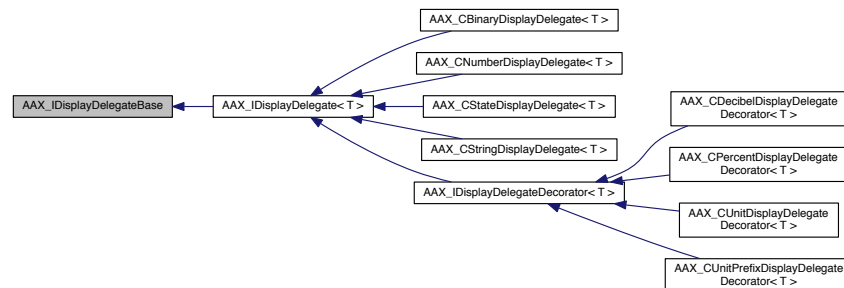 AAX_CBinaryDisplayDelegate< T >
AAX_CNumberDisplayDelegate< T >
AAX_IDisplayDelegateBase
AAX_IDisplayDelegate< T >
AAX_CStateDisplayDelegate< T >
AAX_CStringDisplayDelegate< T >
AAX_IDisplayDelegateDecorator< T >
AAX_CDecibelDisplayDelegate
Decorator< T >
AAX_CPercentDisplayDelegate
Decorator< T >
AAX_CUnitDisplayDelegate
Decorator< T >
AAX_CUnitPrefixDisplayDelegate
Decorator< T >